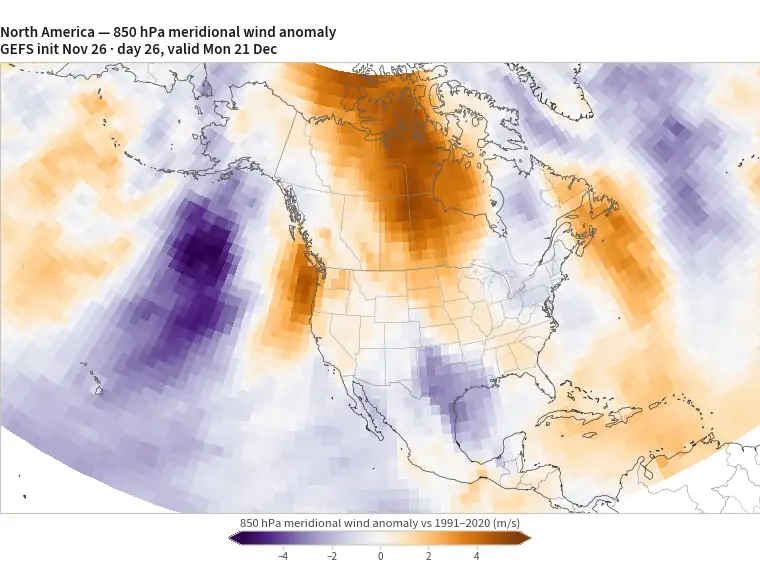 North America — 850 hPa meridional wind anomaly
GEFS init Nov 26 · day 26, valid Mon 21 Dec
850 hPa meridional wind anomaly vs 1991–2020 (m/s)
−4 −2 0 2 4